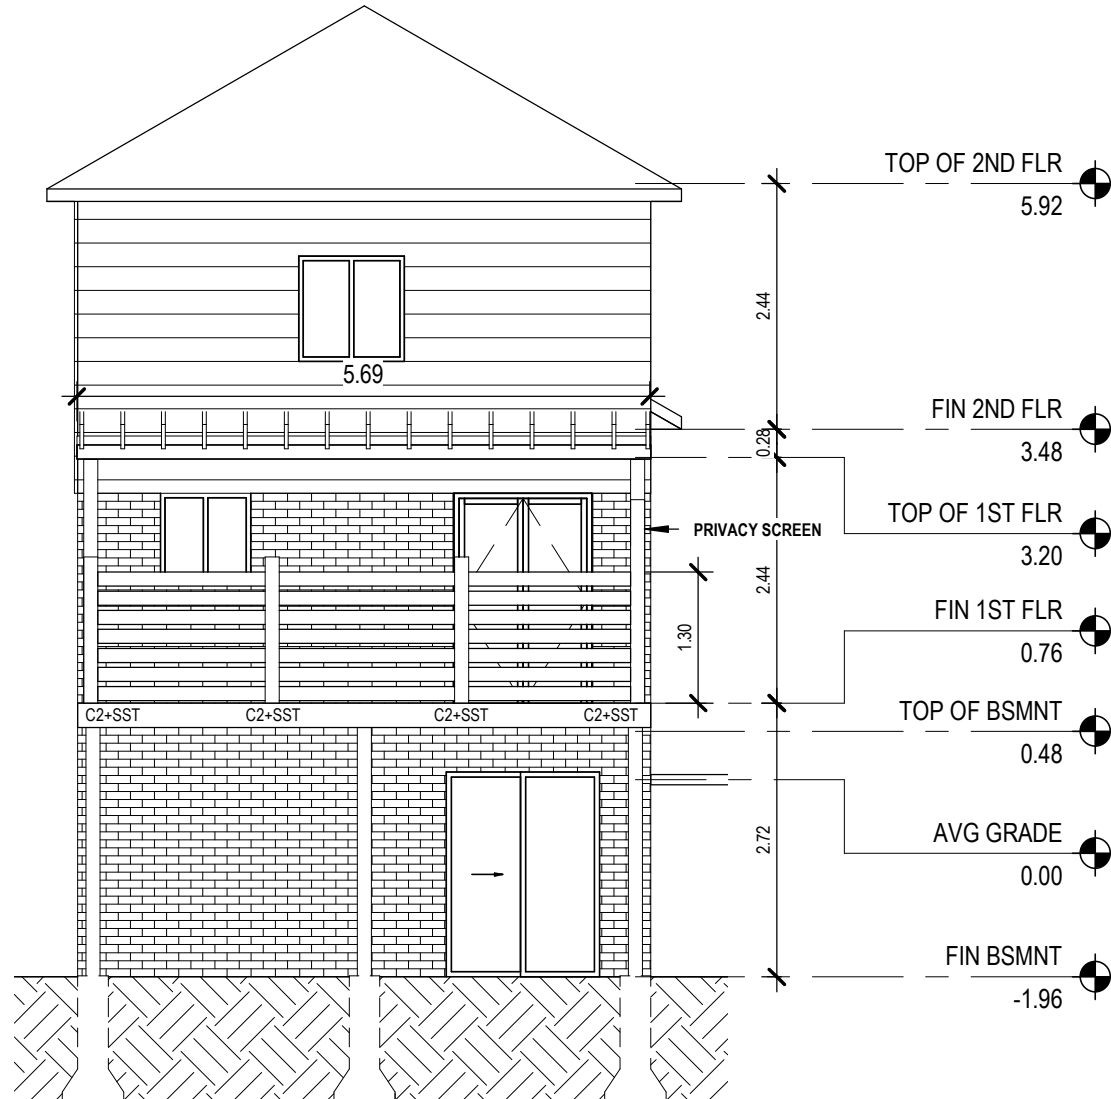 TOP OF 2ND FLR
5.92
2.44
5.69
FIN 2ND FLR
3.48
0.28
TOP OF 1ST FLR
3.20
PRIVACY SCREEN
2.44
FIN 1ST FLR
0.76
1.30
C2+SST C2+SST C2+SST C2+SST
TOP OF BSMNT
0.48
2.72
AVG GRADE
0.00
FIN BSMNT
-1.96